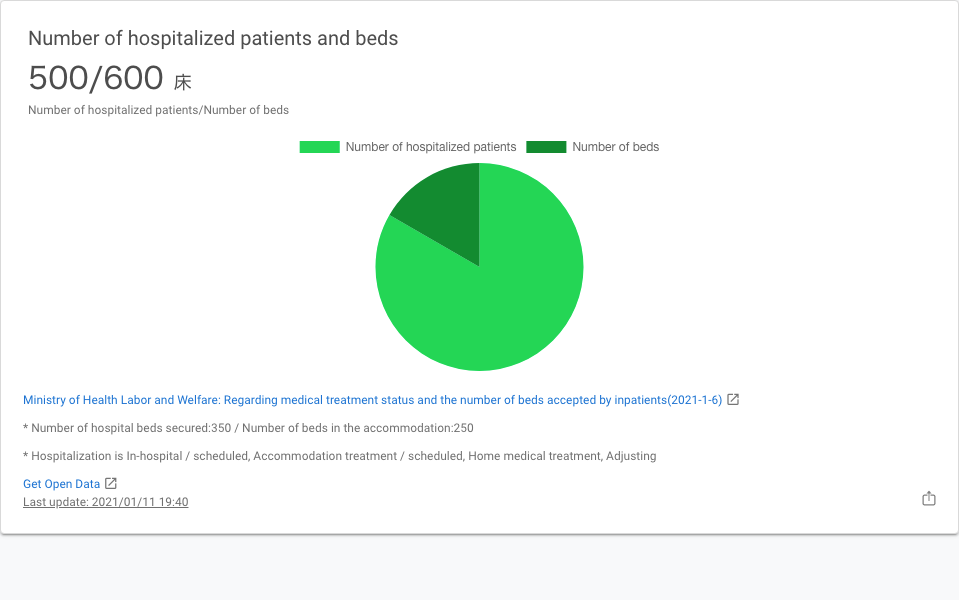 Number of hospitalized patients and beds
500/600 床
Number of hospitalized patients/Number of beds
Number of hospitalized patients Number of beds
Ministry of Health Labor and Welfare: Regarding medical treatment status and the number of beds accepted by inpatients(2021-1-6)
* Number of hospital beds secured:350 / Number of beds in the accommodation:250
* Hospitalization is In-hospital / scheduled, Accommodation treatment / scheduled, Home medical treatment, Adjusting
Get Open Data
Last update: 2021/01/11 19:40